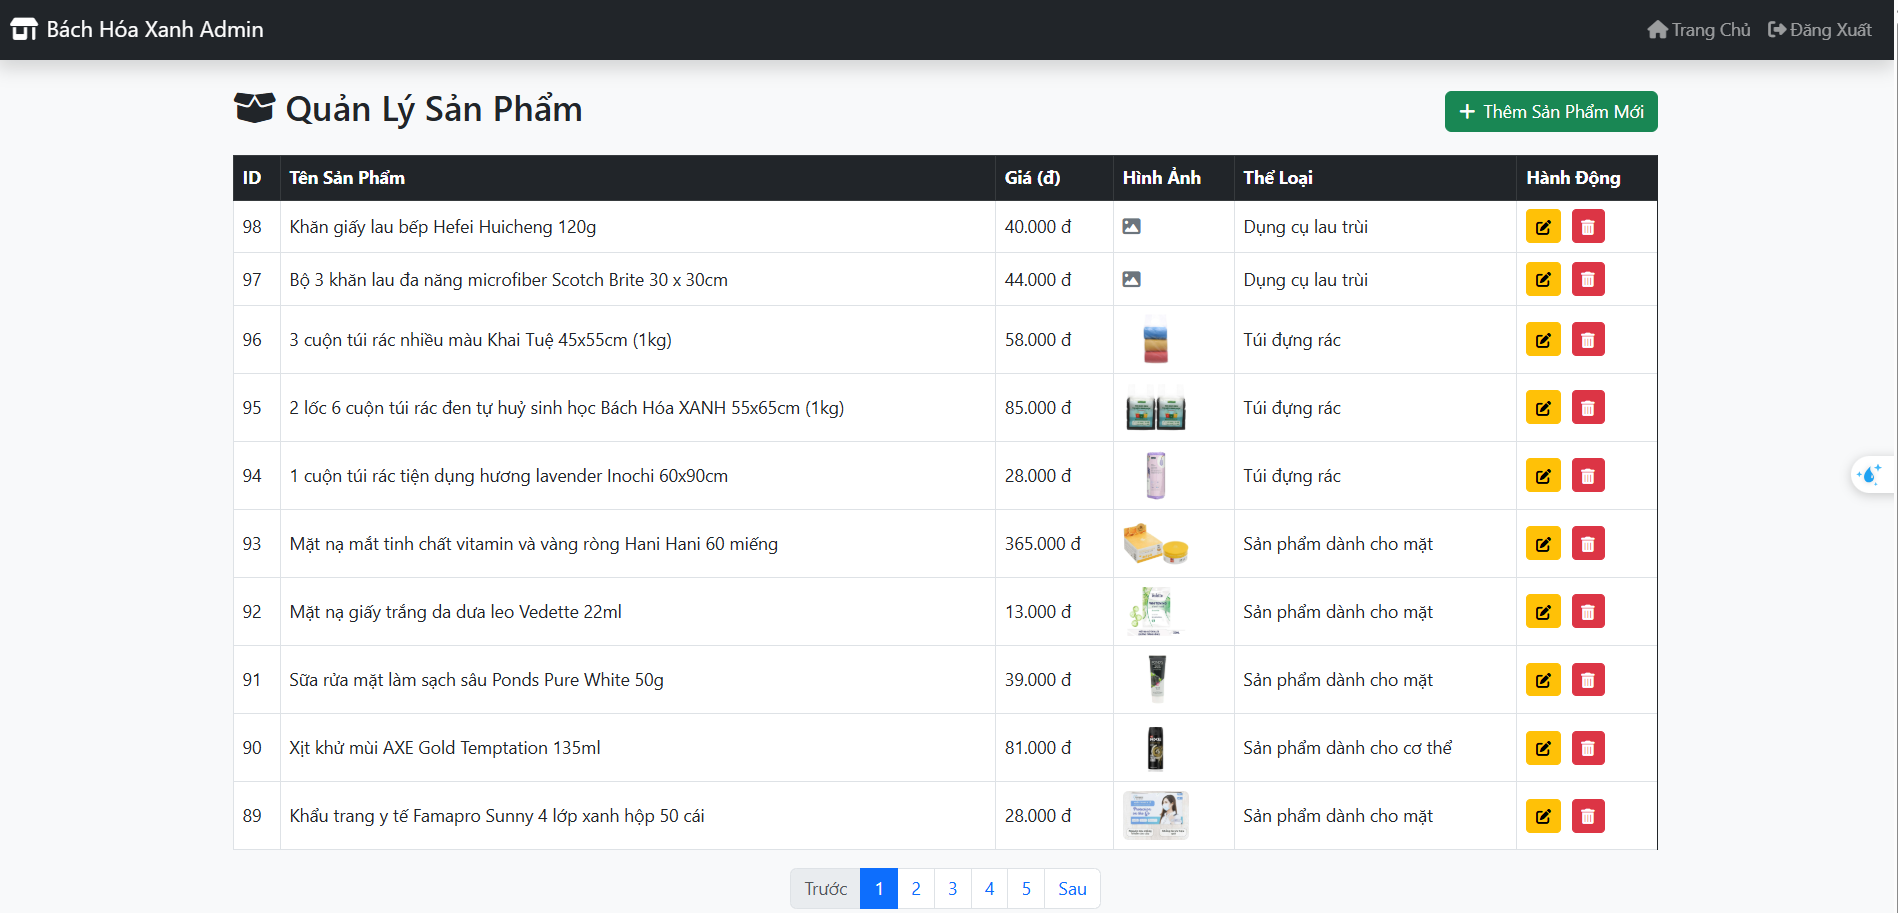 Bách Hóa Xanh Admin
Trang Chủ
Đăng Xuất
Quản Lý Sản Phẩm
Thêm Sản Phẩm Mới
ID Tên Sản Phẩm Giá (đ) Hình Ảnh Thể Loại Hành Động
98 Khăn giấy lau bếp Hefei Huicheng 120g 40.000 đ Dụng cụ lau trùi
97 Bộ 3 khăn lau đa năng microfiber Scotch Brite 30 x 30cm 44.000 đ Dụng cụ lau trùi
96 3 cuộn túi rác nhiều màu Khai Tuệ 45x55cm (1kg) 58.000 đ Túi đựng rác
95 2 lốc 6 cuộn túi rác đen tự huỷ sinh học Bách Hóa XANH 55x65cm (1kg) 85.000 đ Túi đựng rác
94 1 cuộn túi rác tiện dụng hương lavender Inochi 60x90cm 28.000 đ Túi đựng rác
93 Mặt nạ mắt tinh chất vitamin và vàng ròng Hani Hani 60 miếng 365.000 đ Sản phẩm dành cho mặt
92 Mặt nạ giấy trắng da dưa leo Vedette 22ml 13.000 đ Sản phẩm dành cho mặt
91 Sữa rửa mặt làm sạch sâu Ponds Pure White 50g 39.000 đ Sản phẩm dành cho mặt
90 Xịt khử mùi AXE Gold Temptation 135ml 81.000 đ Sản phẩm dành cho cơ thể
89 Khẩu trang y tế Famapro Sunny 4 lớp xanh hộp 50 cái 28.000 đ Sản phẩm dành cho mặt
Trước 1 2 3 4 5 Sau